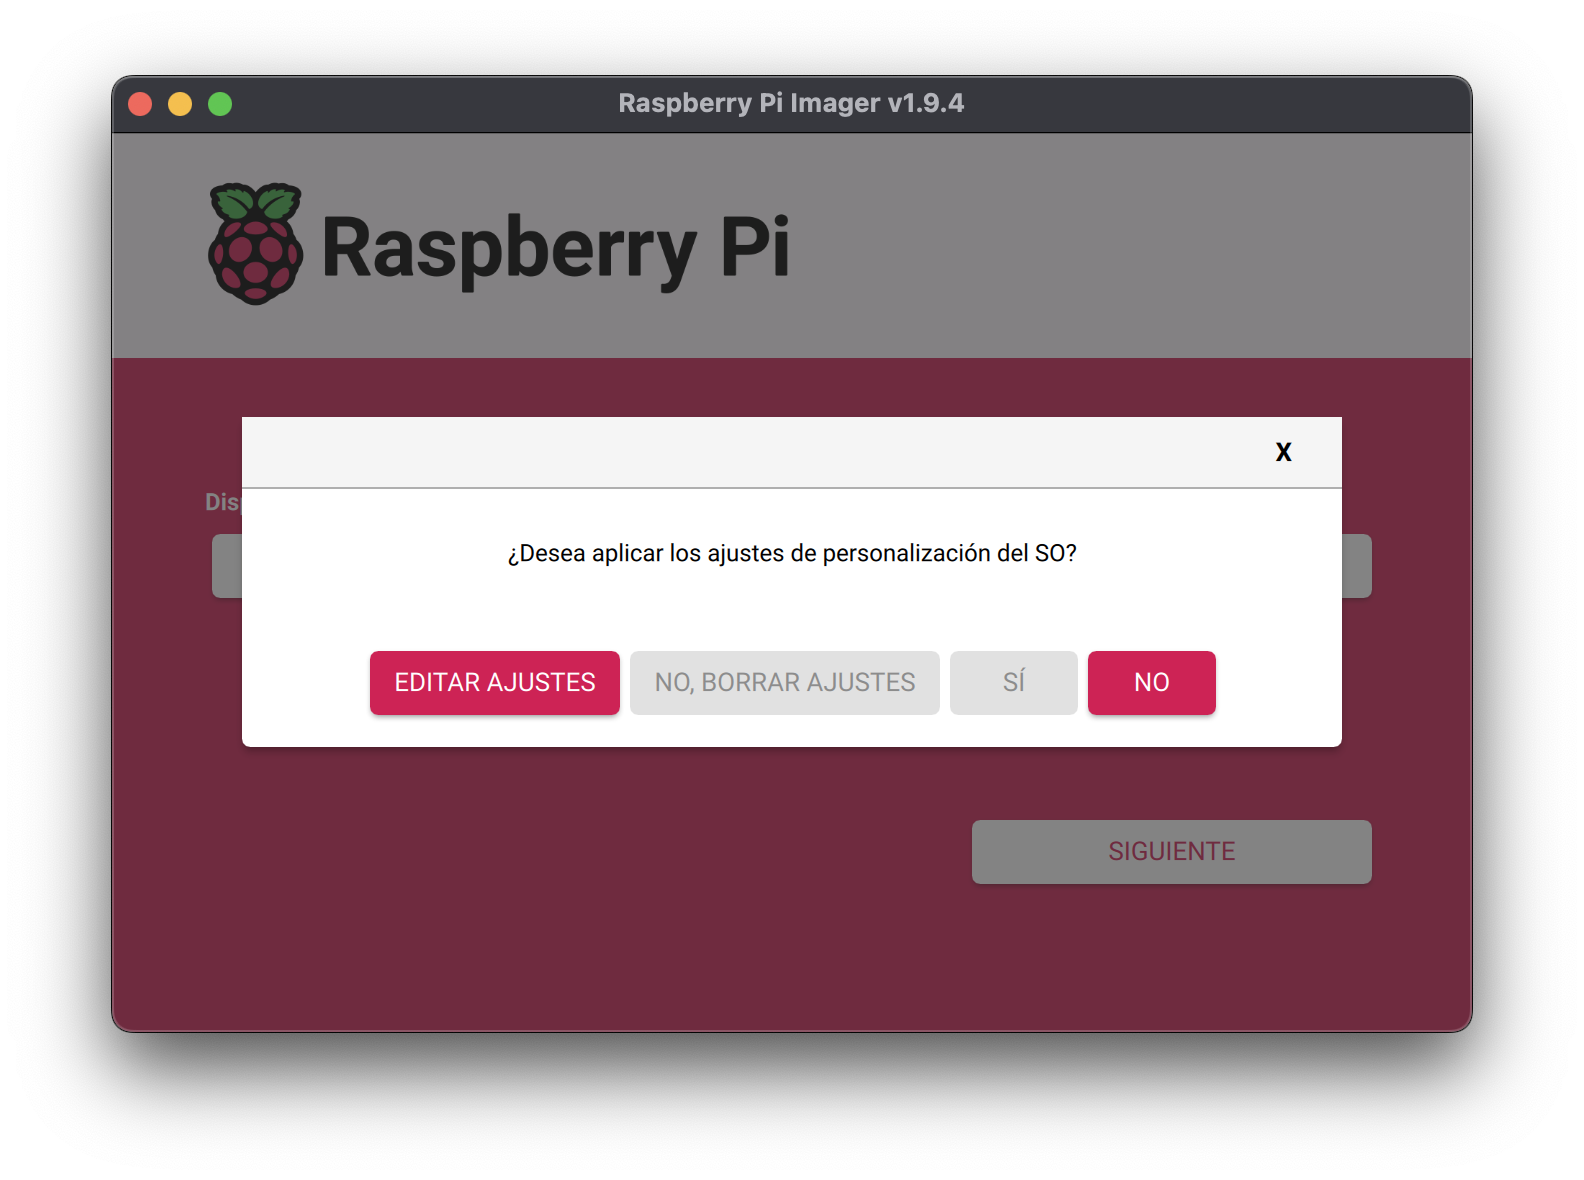 Raspberry Pi Imager v1.9.4
Raspberry Pi
X
¿Desea aplicar los ajustes de personalización del SO?
EDITAR AJUSTES NO, BORRAR AJUSTES SÍ NO
SIGUIENTE